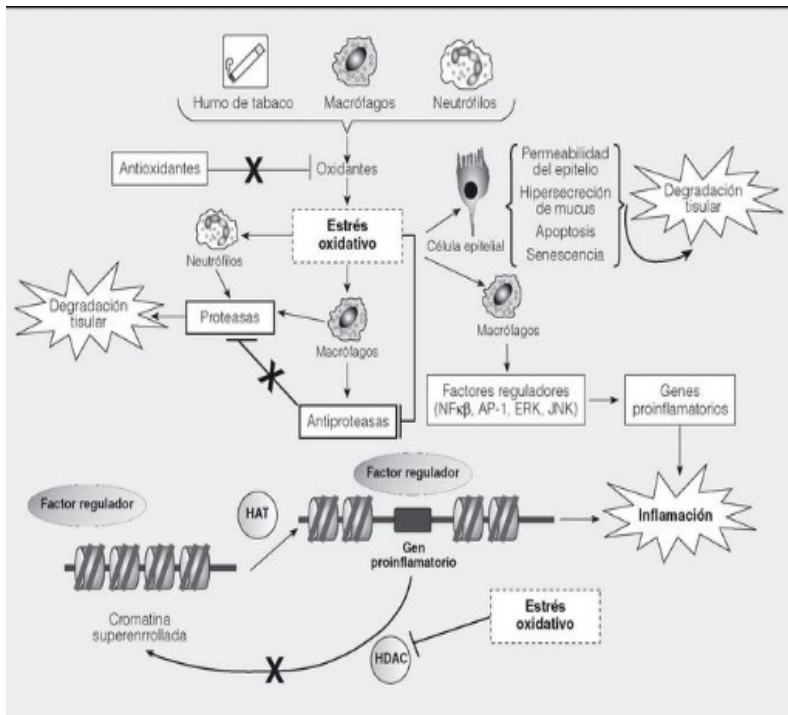 Humo de tabaco
Macrófagos
Neutrófilos
Antioxidantes
X
Oxidantes
Estrés
oxidativo
Neutrófilos
Célula epitelial
Permeabilidad
del epitelio
Hipersecreción
de mucus
Apoptosis
Senescencia
Degradación
tisular
Degradación
tisular
Proteasas
Macrófagos
Macrófagos
X
Antiproteasas
Factores reguladores
(NFκβ, AP-1, ERK, JNK)
Genes
proinflamatorios
Factor regulador
Factor regulador
HAT
Gen
proinflamatorio
Inflamación
Cromatina
superenrrollada
Estrés
oxidativo
HDAC
X